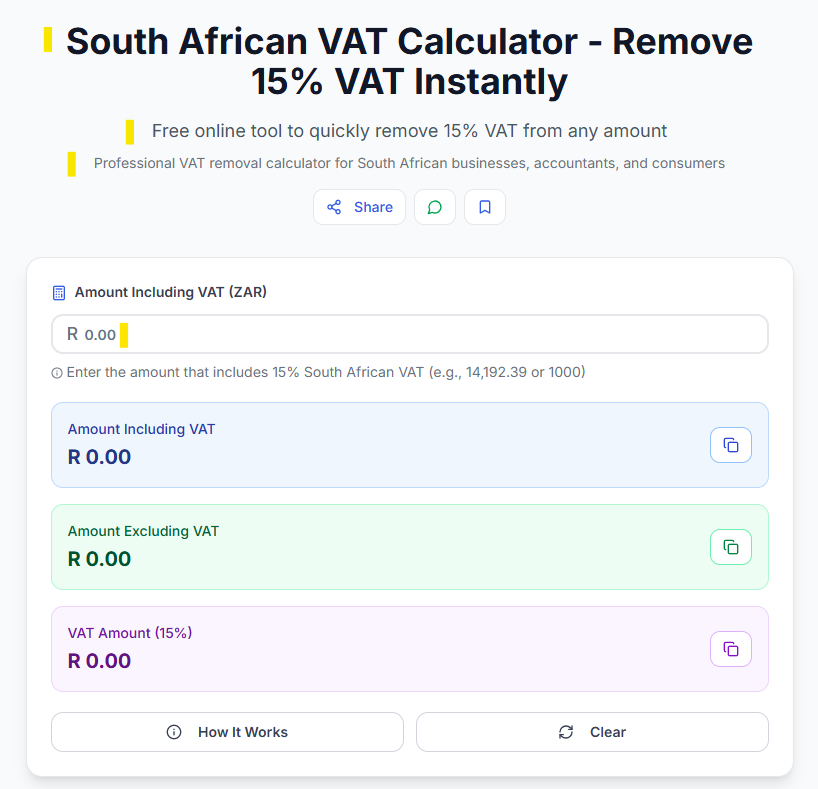 South African VAT Calculator - Remove
15% VAT Instantly
Free online tool to quickly remove 15% VAT from any amount
Professional VAT removal calculator for South African businesses, accountants, and consumers
Share
Amount Including VAT (ZAR)
R 0.00
Enter the amount that includes 15% South African VAT (e.g., 14,192.39 or 1000)
Amount Including VAT
R 0.00
Amount Excluding VAT
R 0.00
VAT Amount (15%)
R 0.00
How It Works
Clear